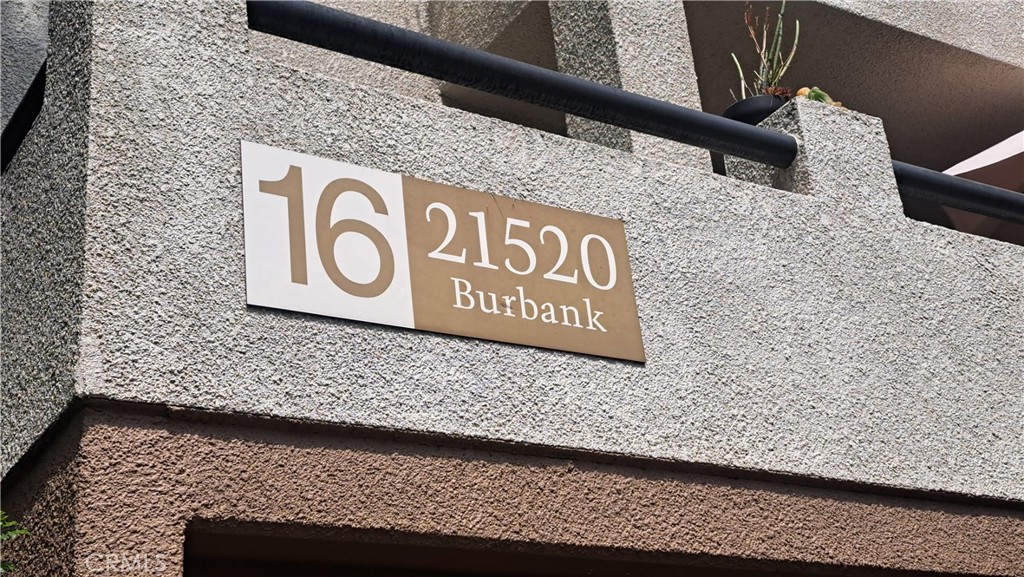 16
21520
Burbank
CRMLS